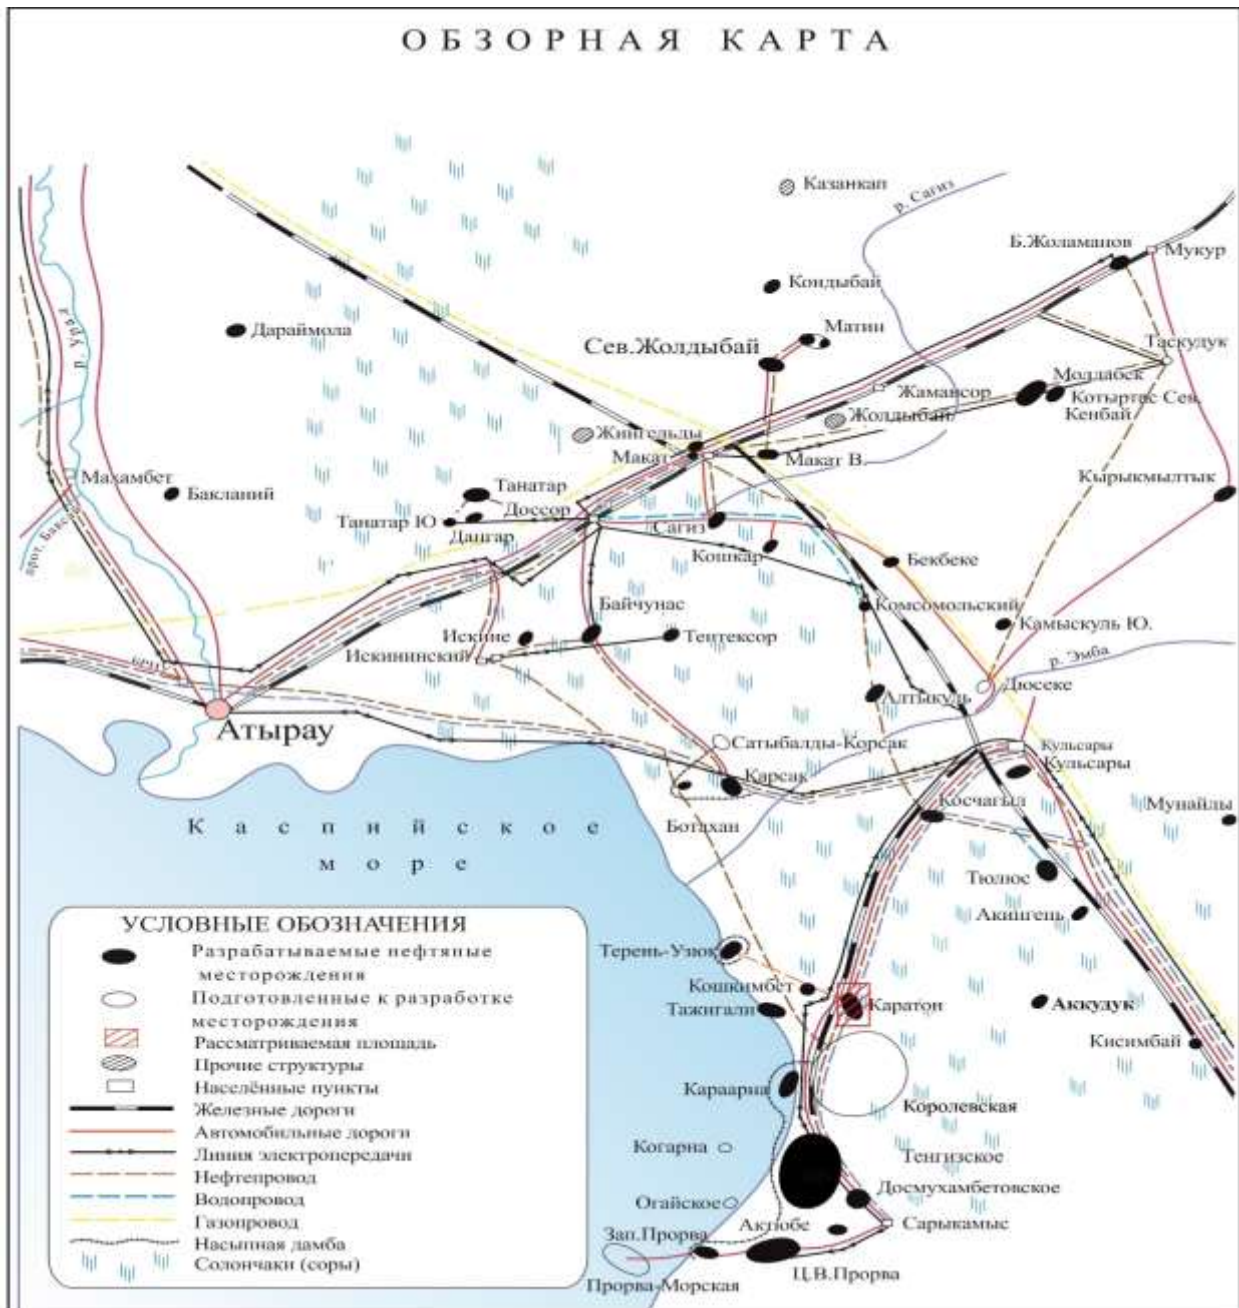 ОБЗОРНАЯ КАРТА
Казанкап
р. Сагиз
Б.Жоламанов
Мукур
Кондыбай
Дараймола
Матин
р. Урал
Сев.Жолдыбай
Таскудук
Молдабек
Жамансор
Котыртас Сев.
Кенбай
Жолдыбай
Жингельды
Макат
Макат В.
Махамбет
Бакланий
Кырыкмылтык
Танатар
Доссор
Танатар Ю
Дангар
Сагиз
Кошкар
Бекбеке
Байчунас
Комсомольский
Камыскуль Ю.
Искине
Тентексор
Искининский
р. Эмба
Дюсеке
Алтыкуль
Атырау
Сатыбалды-Корсак
Кульсары
Кульсары
Карсак
Косчагыл
Мунайлы
Ботахан
Каспийское
море
Тюлюс
Акингень
УСЛОВНЫЕ ОБОЗНАЧЕНИЯ
Разрабатываемые нефтяные
месторождения
Подготовленные к разработке
месторождения
Рассматриваемая площадь
Прочие структуры
Населённые пункты
Железные дороги
Автомобильные дороги
Линия электропередачи
Нефтепровод
Водопровод
Газопровод
Насыпная дамба
Солончаки (соры)
Терень-Узюк
Кошкимбет
Тажигали
Каратон
Аккудук
Кисимбай
Караарна
Королевская
Когарна
Тенгизское
Досмухамбетовское
Огайское
Актюбе
Сарыкамыс
Зап.Прорва
Прорва-Морская
Ц.В.Прорва